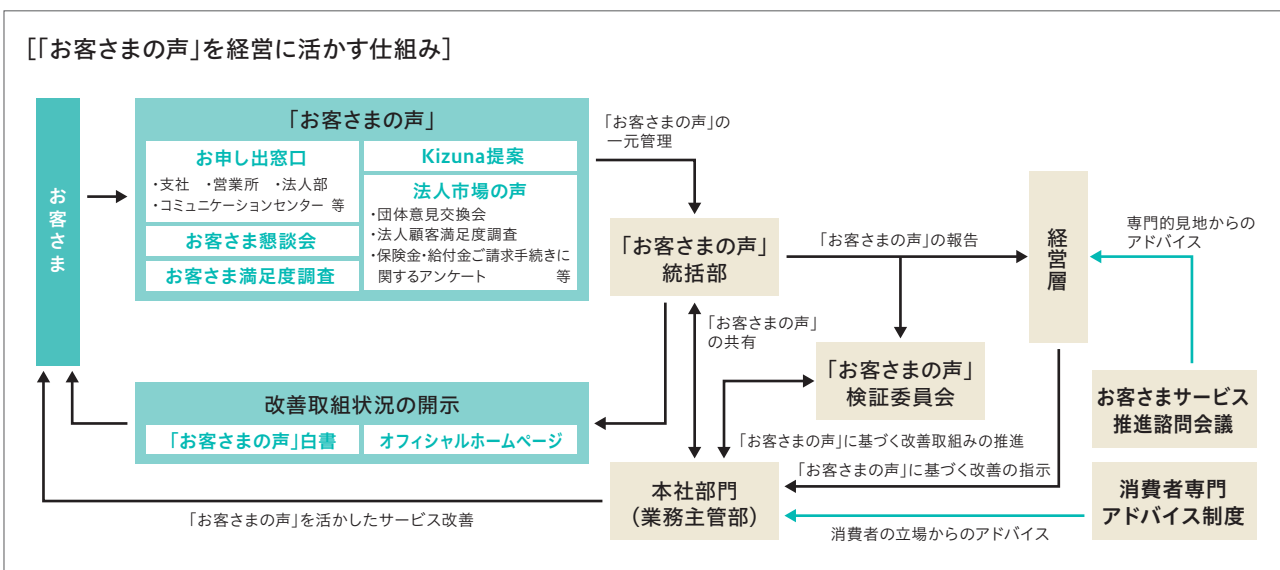 [「お客さまの声」を経営に活かす仕組み]
お客さま
「お客さまの声」
お申し出窓口
・支社 ・営業所 ・法人部
・コミュニケーションセンター 等
お客さま懇談会
お客さま満足度調査
Kizuna提案
法人市場の声
・団体意見交換会
・法人顧客満足度調査
・保険金・給付金ご請求手続きに
関するアンケート 等
「お客さまの声」の
一元管理
「お客さまの声」
統括部
「お客さまの声」の報告
経営層
専門的見地からの
アドバイス
「お客さまの声」
の共有
「お客さまの声」
検証委員会
お客さまサービス
推進諮問会議
改善取組状況の開示
「お客さまの声」白書
オフィシャルホームページ
「お客さまの声」に基づく改善取組みの推進
「お客さまの声」に基づく改善の指示
本社部門
(業務主管部)
消費者専門
アドバイス制度
「お客さまの声」を活かしたサービス改善
消費者の立場からのアドバイス